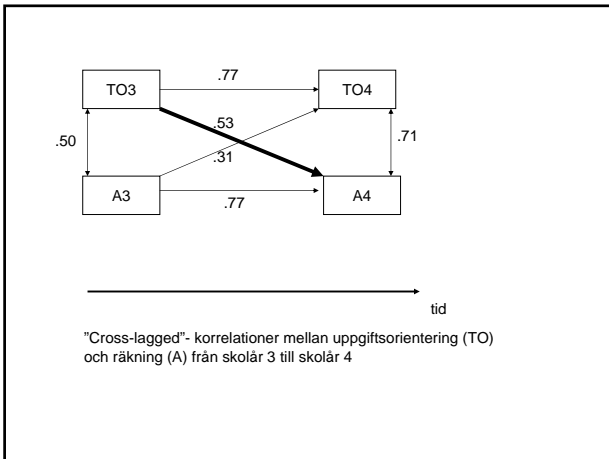 .77
TO3
TO4
.53
.50
.71
.31
A3
A4
.77
tid
"Cross-lagged"- korrelationer mellan uppgiftsorientering (TO)
och räkning (A) från skolår 3 till skolår 4